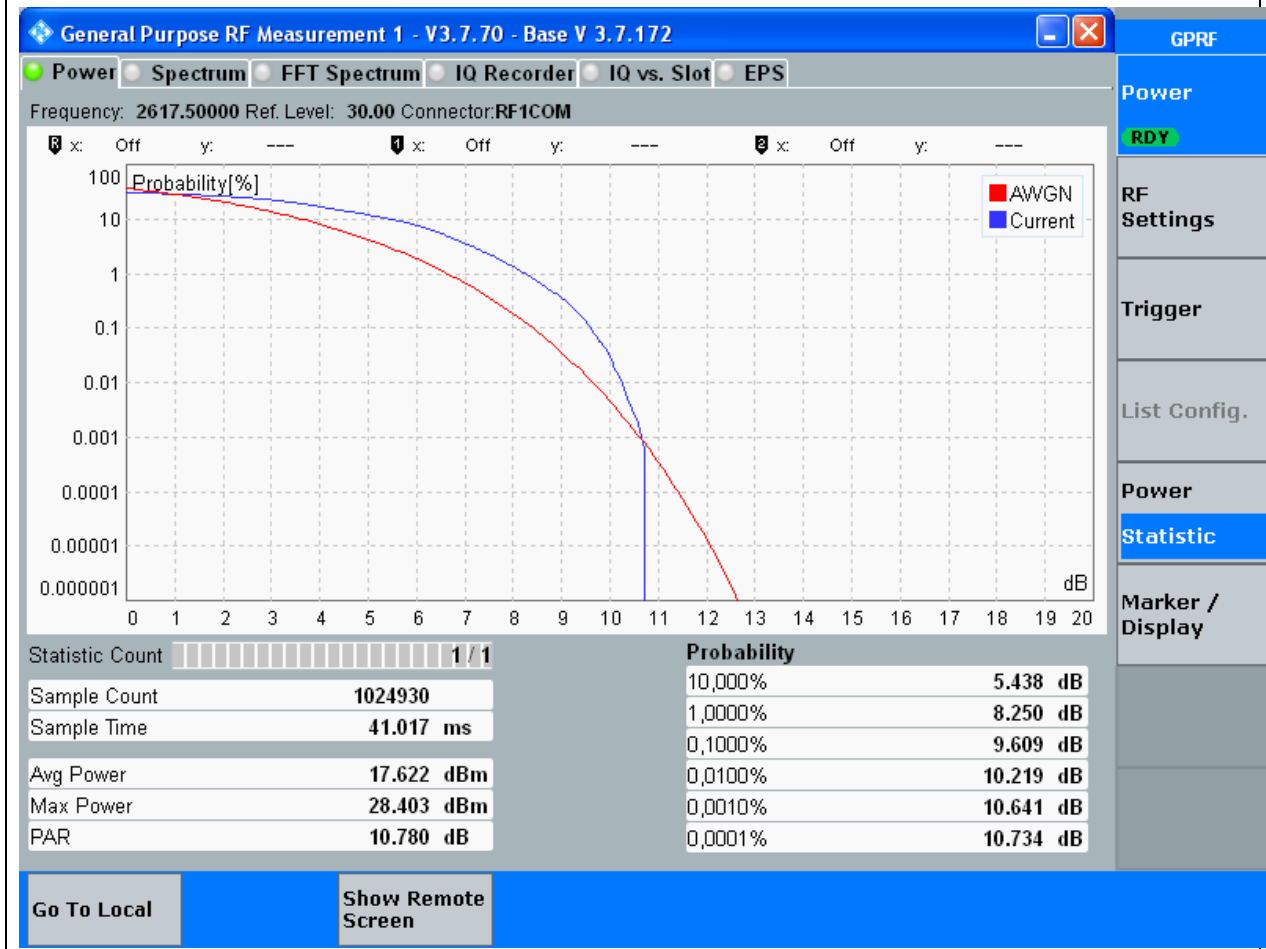 General Purpose RF Measurement 1 - V3.7.70 - Base V 3.7.172
GPRF
Power Spectrum FFT Spectrum IQ Recorder IQ vs. Slot EPS
Frequency: 2617.50000 Ref. Level: 30.00 Connector:RF1COM
R x: Off y: --- 1 x: Off y: --- 2 x: Off y: ---
Probability[%]
100
10
1
0.1
0.01
0.001
0.0001
0.00001
0.000001
AWGN
Current
dB
0 1 2 3 4 5 6 7 8 9 10 11 12 13 14 15 16 17 18 19 20
Statistic Count 1 / 1
Sample Count 1024930
Sample Time 41.017 ms
Avg Power 17.622 dBm
Max Power 28.403 dBm
PAR 10.780 dB
Probability
10,000% 5.438 dB
1,0000% 8.250 dB
0,1000% 9.609 dB
0,0100% 10.219 dB
0,0010% 10.641 dB
0,0001% 10.734 dB
Power
RDY
RF
Settings
Trigger
List Config.
Power
Statistic
Marker /
Display
Go To Local
Show Remote
Screen